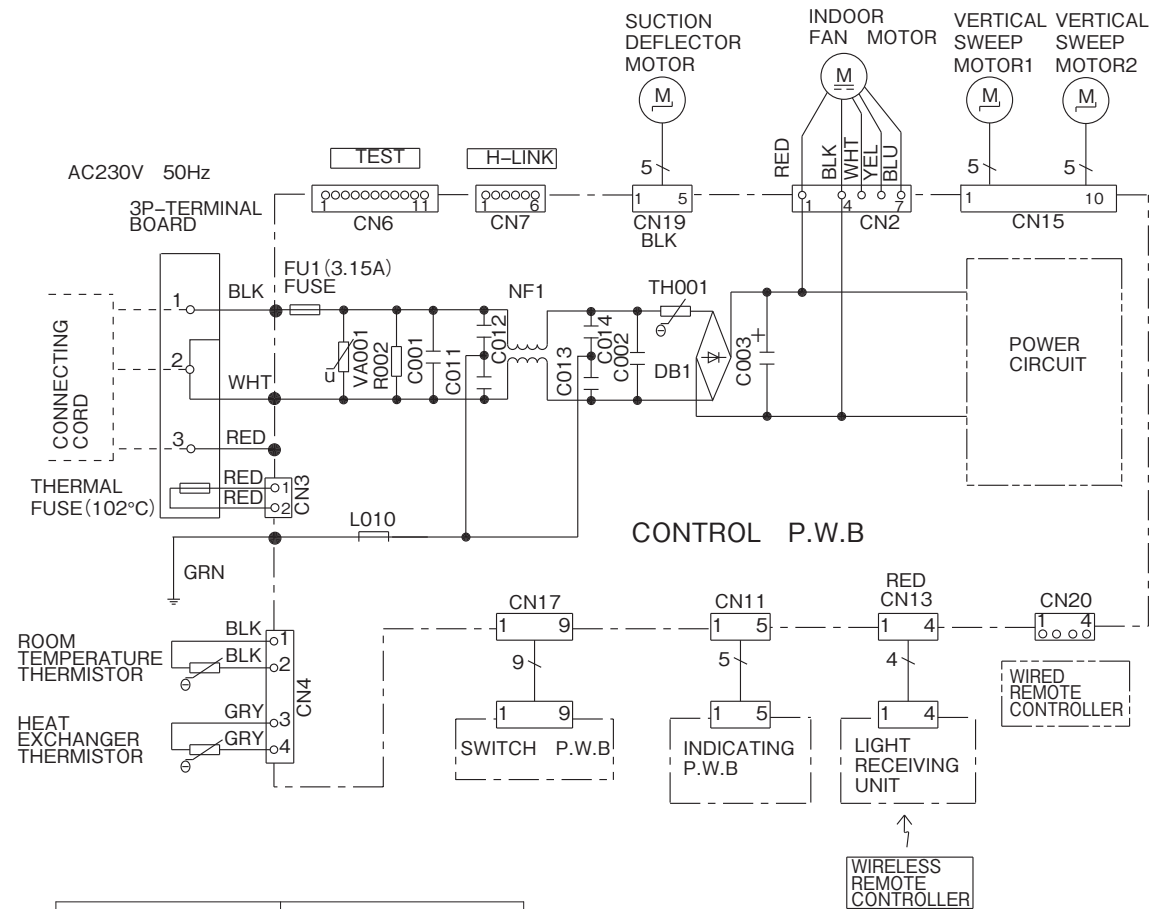 SUCTION
DEFLECTOR
MOTOR
M
INDOOR
FAN MOTOR
M
VERTICAL
SWEEP
MOTOR1
M
VERTICAL
SWEEP
MOTOR2
M
AC230V 50Hz
TEST
H-LINK
5
RED
BLK
WHT
YEL
BLU
5
5
1 11
CN6
1 6
CN7
1 5
CN19
BLK
1 4 7
CN2
1 10
CN15
3P-TERMINAL
BOARD
CONNECTING
CORD
1
2
3
BLK
WHT
RED
FU1(3.15A)
FUSE
NF1
TH001
VA001
u
R002
C001
C011
C012
C013
C014
C002
DB1
C003
+
POWER
CIRCUIT
THERMAL
FUSE(102°C)
RED
RED
1
2
CN3
L010
GRN
CONTROL P.W.B
ROOM
TEMPERATURE
THERMISTOR
BLK
BLK
HEAT
EXCHANGER
THERMISTOR
GRY
GRY
1
2
3
4
CN4
CN17
1 9
9
1 9
SWITCH P.W.B
CN11
1 5
5
1 5
INDICATING
P.W.B
RED
CN13
1 4
4
1 4
LIGHT
RECEIVING
UNIT
CN20
1 4
WIRED
REMOTE
CONTROLLER
WIRELESS
REMOTE
CONTROLLER